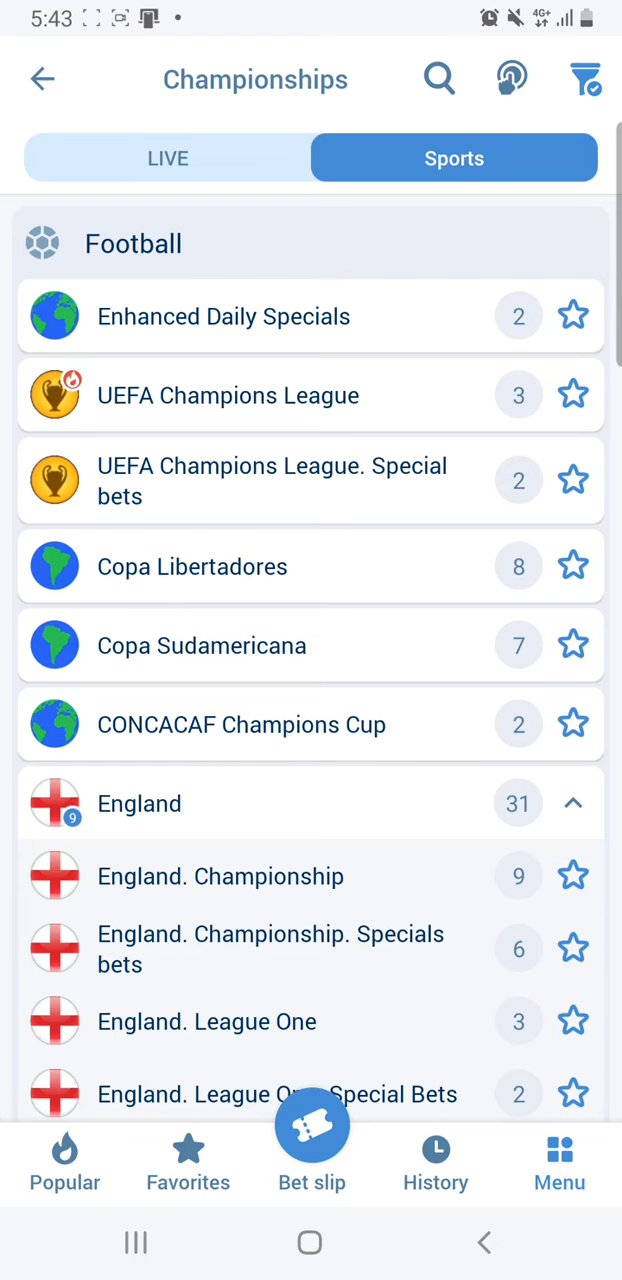 5:43
4G+
Championships
LIVE
Sports
Football
Enhanced Daily Specials
2
UEFA Champions League
3
UEFA Champions League. Special
bets
2
Copa Libertadores
8
Copa Sudamericana
7
CONCACAF Champions Cup
2
9
England
31
England. Championship
9
England. Championship. Specials
bets
6
England. League One
3
England. League Special Bets
2
Popular
Favorites
Bet slip
History
Menu